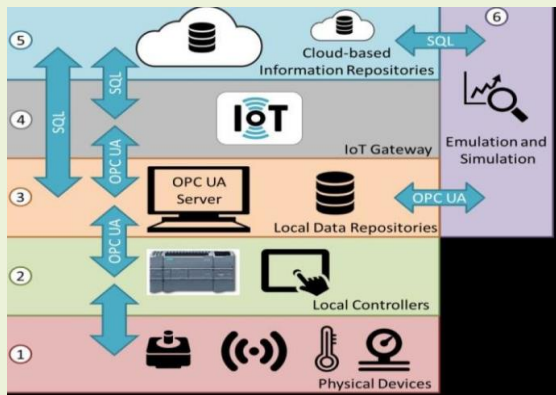 5
Cloud-based
Information Repositories
SQL
6
Emulation and
Simulation
SQL
SQL
4
IoT
IoT Gateway
OPC UA
3
OPC UA
Server
Local Data Repositories
OPC UA
OPC UA
2
Local Controllers
1
Physical Devices